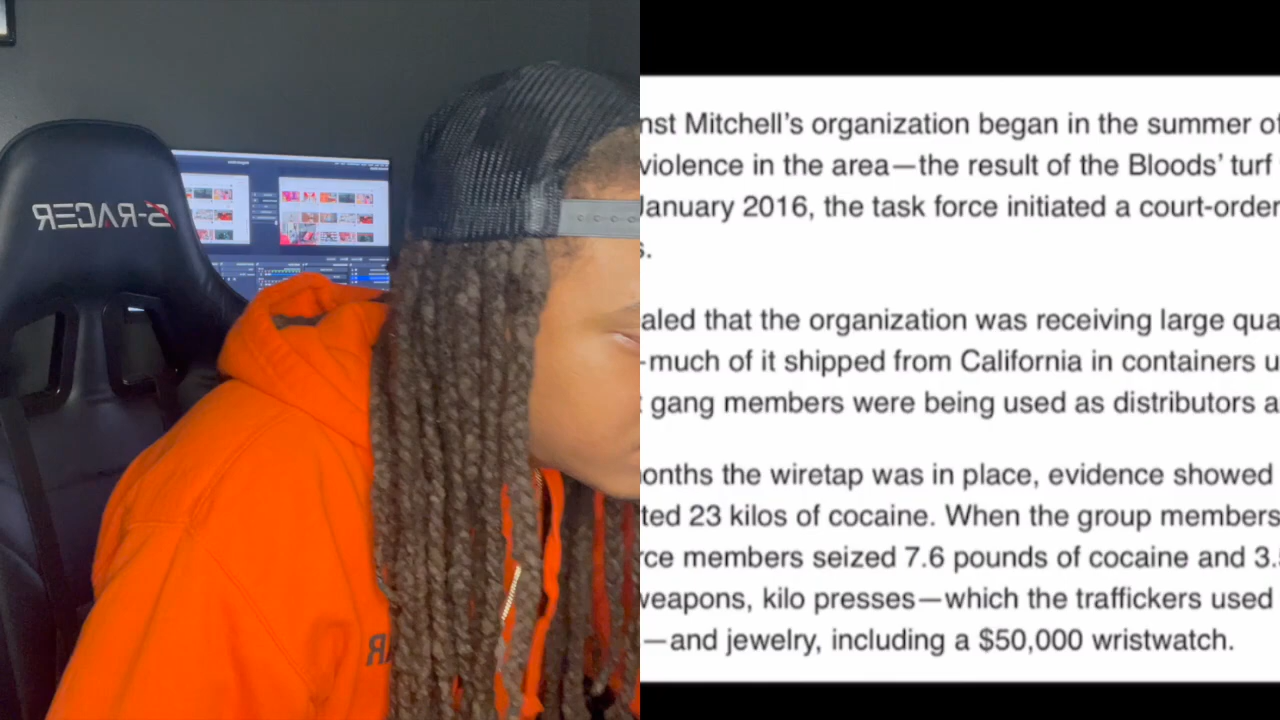 S-RACER
nst Mitchell’s organization began in the summer of
violence in the area—the result of the Bloods’ turf
January 2016, the task force initiated a court-order
s.
aled that the organization was receiving large qua
-much of it shipped from California in containers u
gang members were being used as distributors a
onths the wiretap was in place, evidence showed
ted 23 kilos of cocaine. When the group members
rce members seized 7.6 pounds of cocaine and 3.
weapons, kilo presses—which the traffickers used
—and jewelry, including a $50,000 wristwatch.